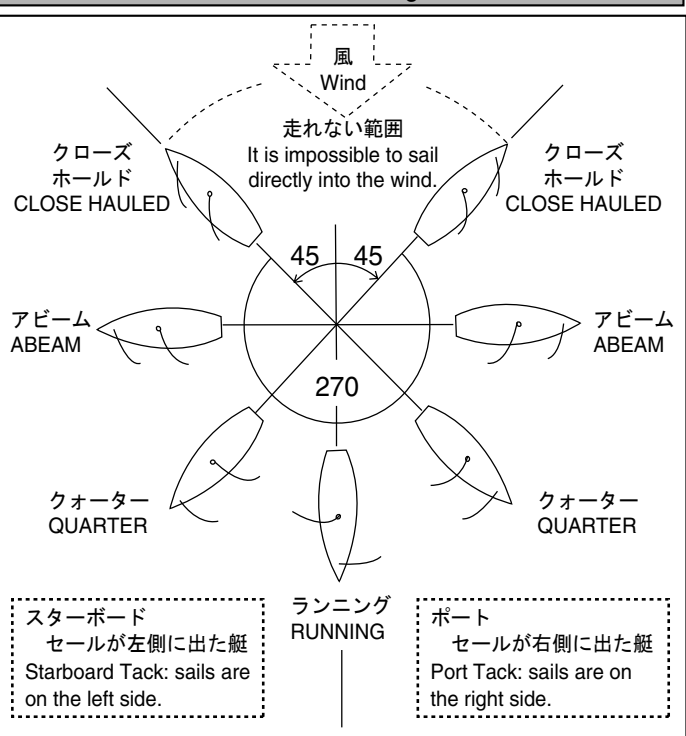 風
Wind
走れない範囲
It is impossible to sail
directly into the wind.
クローズ
ホールド
CLOSE HAULED
クローズ
ホールド
CLOSE HAULED
45
45
アビーム
ABEAM
アビーム
ABEAM
270
クォーター
QUARTER
クォーター
QUARTER
ランニング
RUNNING
スターボード
セールが左側に出た艇
Starboard Tack: sails are
on the left side.
ポート
セールが右側に出た艇
Port Tack: sails are on
the right side.